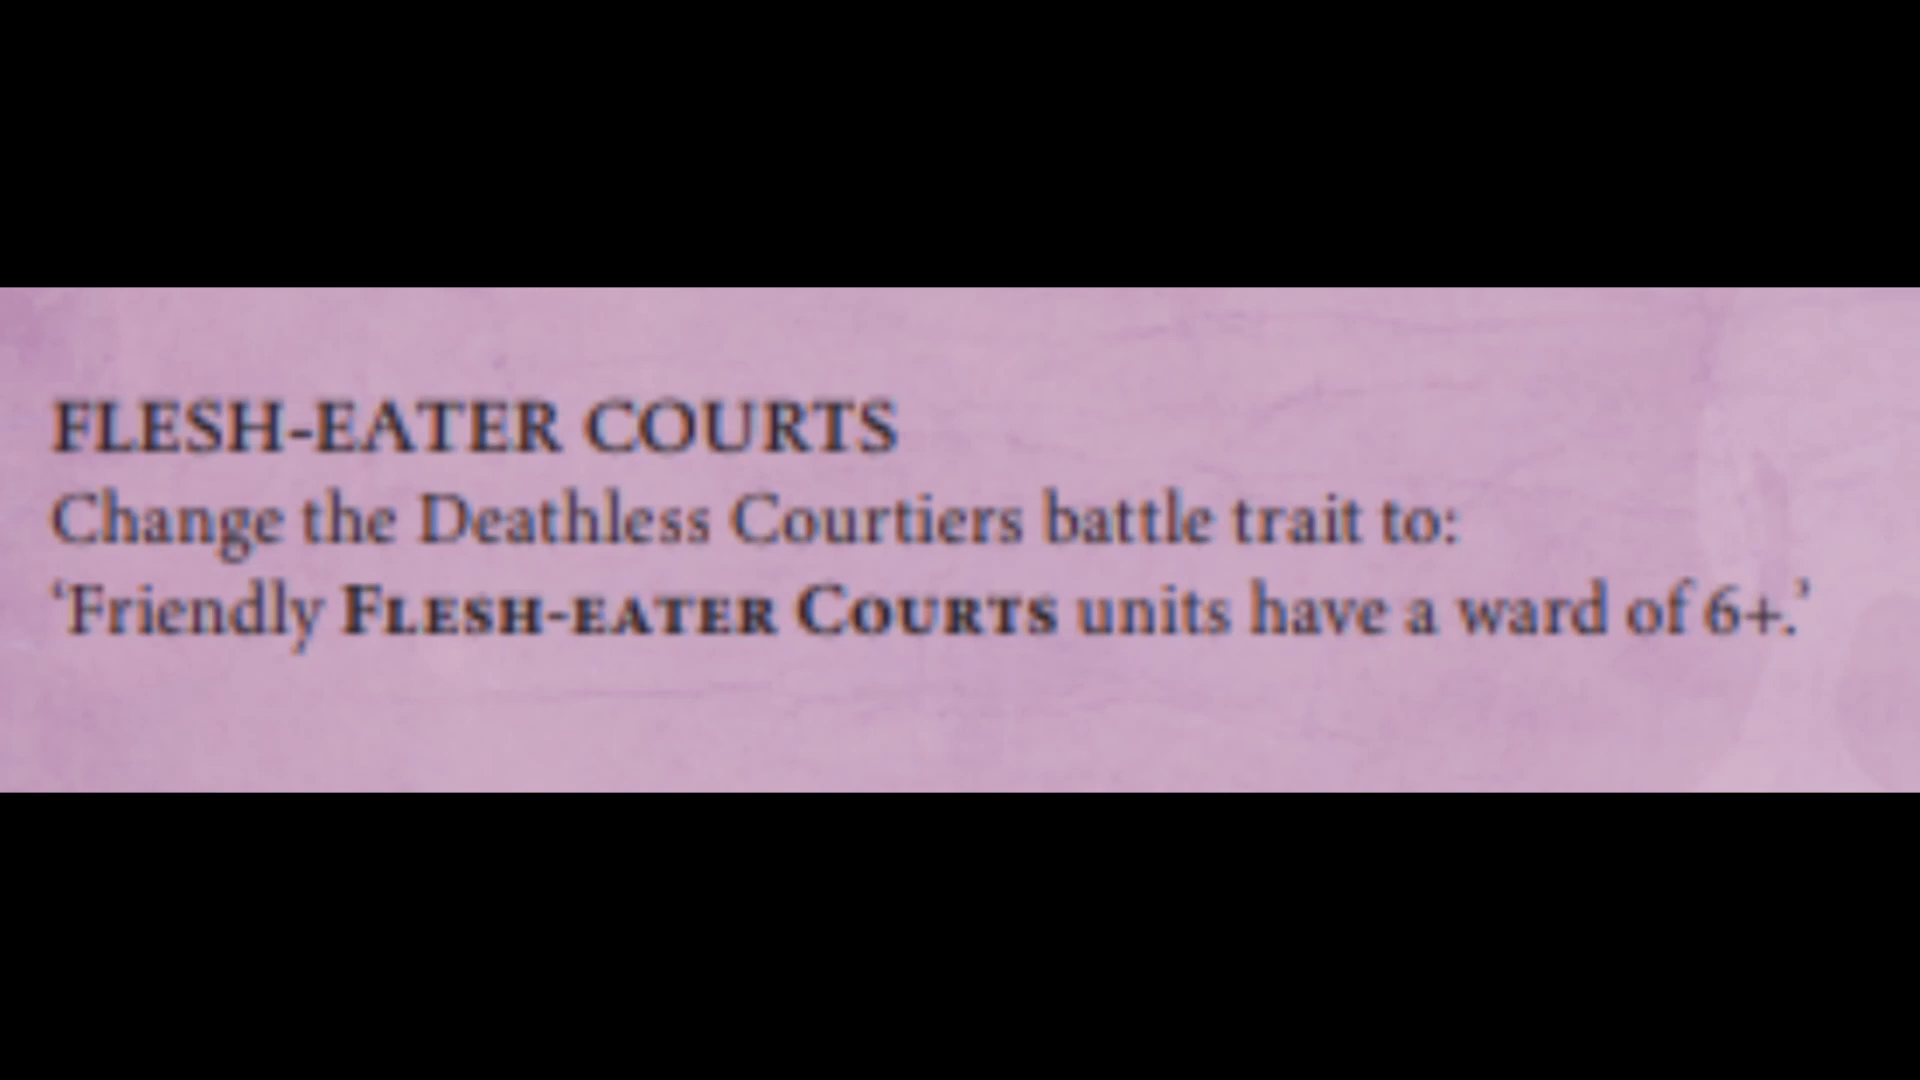 FLESH-EATER COURTS
Change the Deathless Courtiers battle trait to:
‘Friendly FLESH-EATER COURTS units have a ward of 6+.’